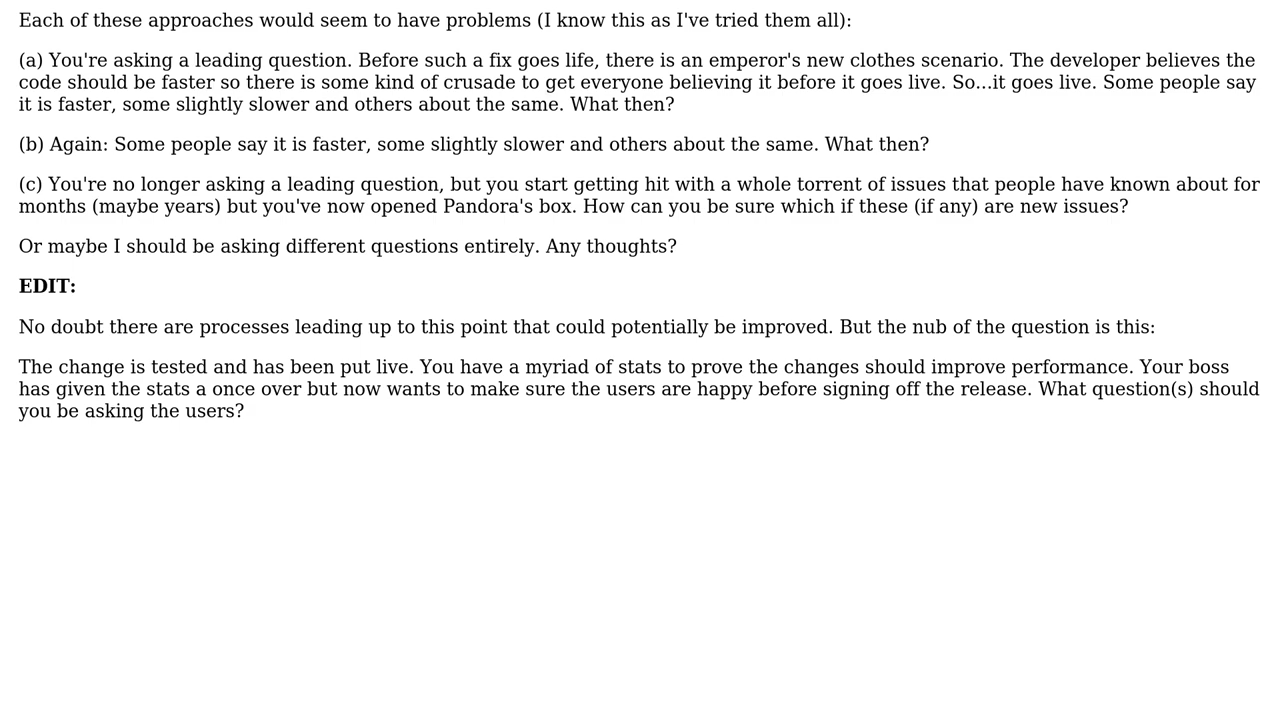 Each of these approaches would seem to have problems (I know this as I've tried them all):
(a) You're asking a leading question. Before such a fix goes life, there is an emperor's new clothes scenario. The developer believes the
code should be faster so there is some kind of crusade to get everyone believing it before it goes live. So...it goes live. Some people say
it is faster, some slightly slower and others about the same. What then?
(b) Again: Some people say it is faster, some slightly slower and others about the same. What then?
(c) You're no longer asking a leading question, but you start getting hit with a whole torrent of issues that people have known about for
months (maybe years) but you've now opened Pandora's box. How can you be sure which if these (if any) are new issues?
Or maybe I should be asking different questions entirely. Any thoughts?
EDIT:
No doubt there are processes leading up to this point that could potentially be improved. But the nub of the question is this:
The change is tested and has been put live. You have a myriad of stats to prove the changes should improve performance. Your boss
has given the stats a once over but now wants to make sure the users are happy before signing off the release. What question(s) should
you be asking the users?